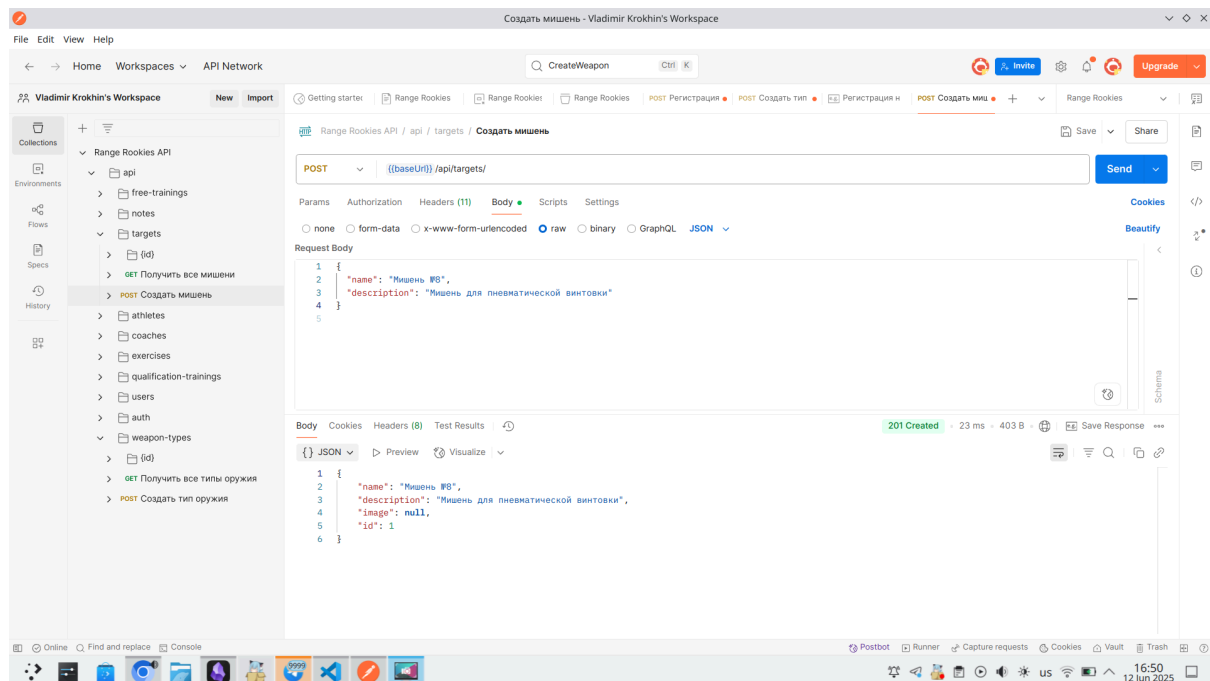 Создать мишень - Vladimir Krokhin's Workspace
File Edit View Help
Home Workspaces API Network
CreateWeapon Ctrl K
Invite
Upgrade
Vladimir Krokhin's Workspace New Import
Getting started
Range Rookies
Range Rookies
Range Rookies
POST Регистрация
POST Создать тип
e.g. Регистрация н
POST Создать миш
Range Rookies
Collections
Environments
Flows
Specs
History
Range Rookies API
api
free-trainings
notes
targets
{id}
GET Получить все мишени
POST Создать мишень
athletes
coaches
exercises
qualification-trainings
users
auth
weapon-types
{id}
GET Получить все типы оружия
POST Создать тип оружия
HTTP Range Rookies API / api / targets / Создать мишень
Save Share
POST {{baseUrl}} /api/targets/
Send
Params Authorization Headers (11) Body Scripts Settings
Cookies
none form-data x-www-form-urlencoded raw binary GraphQL JSON
Beautify
Request Body
1 {
2 "name": "Мишень №8",
3 "description": "Мишень для пневматической винтовки"
4 }
5
Schema
Body Cookies Headers (8) Test Results
201 Created 23 ms 403 B e.g. Save Response
{} JSON Preview Visualize
1 {
2 "name": "Мишень №8",
3 "description": "Мишень для пневматической винтовки",
4 "image": null,
5 "id": 1
6 }
Online Find and replace Console
Postbot Runner Capture requests Cookies Vault Trash
9999
us
16:50
12 Jun 2025